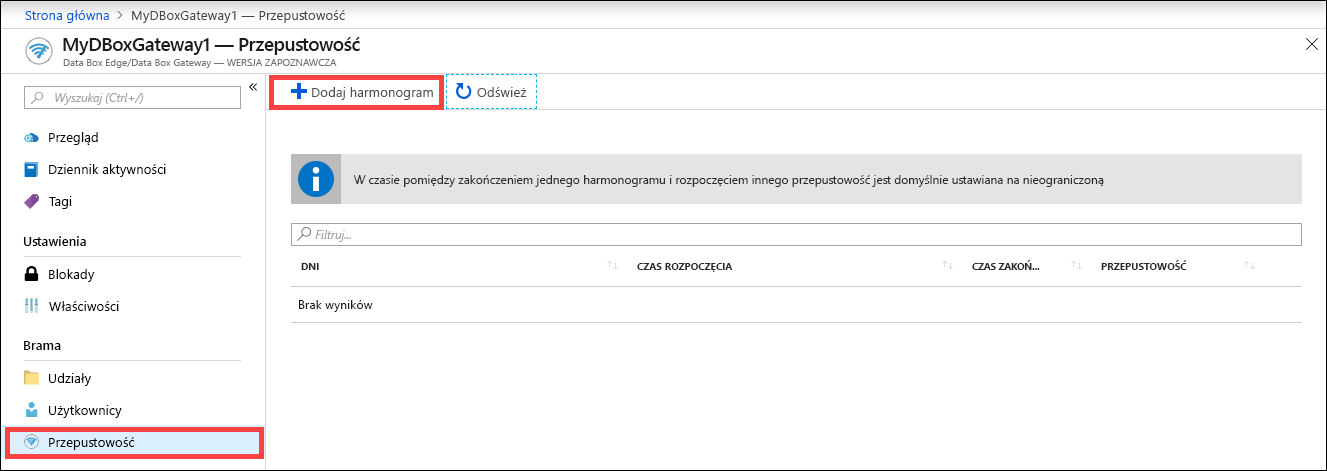 Strona główna > MyDBoxGateway1 — Przepustowość
MyDBoxGateway1 — Przepustowość
Data Box Edge/Data Box Gateway — WERSJA ZAPOZNAWCZA
Wyszukaj (Ctrl+/)
Przegląd
Dziennik aktywności
Tagi
Ustawienia
Blokady
Właściwości
Brama
Udziały
Użytkownicy
Przepustowość
Dodaj harmonogram
Odśwież
W czasie pomiędzy zakończeniem jednego harmonogramu i rozpoczęciem innego przepustowość jest domyślnie ustawiana na nieograniczoną
Filtruj...
DNI CZAS ROZPOCZĘCIA CZAS ZAKOŃ... PRZEPUSTOWOŚĆ
Brak wyników